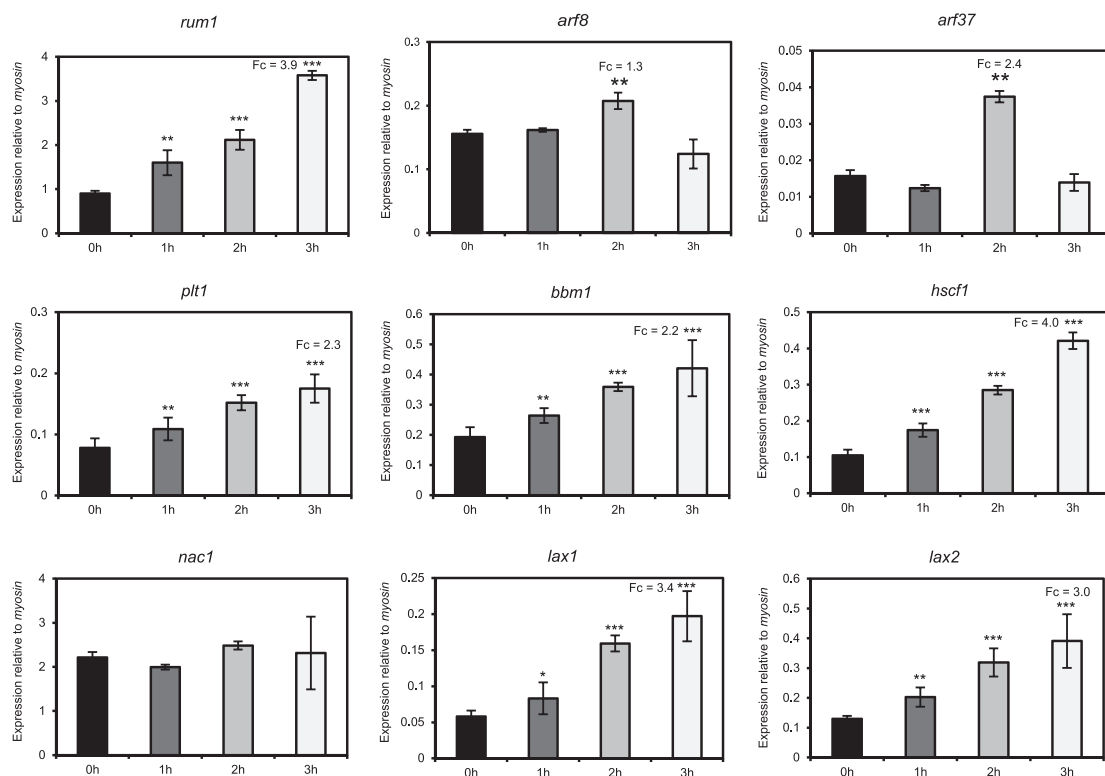 rum1
Expression relative to myosin
4
3
2
1
0
Fc = 3.9 ***
**
***
0h 1h 2h 3h
arf8
Expression relative to myosin
0.3
0.2
0.1
0
Fc = 1.3
**
0h 1h 2h 3h
arf37
Expression relative to myosin
0.05
0.04
0.03
0.02
0.01
0
Fc = 2.4
**
0h 1h 2h 3h
plt1
Expression relative to myosin
0.3
0.2
0.1
0
Fc = 2.3
**
***
***
0h 1h 2h 3h
bbm1
Expression relative to myosin
0.6
0.5
0.4
0.3
0.2
0.1
0
Fc = 2.2 ***
**
***
0h 1h 2h 3h
hscf1
Expression relative to myosin
0.5
0.4
0.3
0.2
0.1
0
Fc = 4.0 ***
***
***
0h 1h 2h 3h
nac1
Expression relative to myosin
4
3
2
1
0
0h 1h 2h 3h
lax1
Expression relative to myosin
0.25
0.2
0.15
0.1
0.05
0
Fc = 3.4 ***
*
***
0h 1h 2h 3h
lax2
Expression relative to myosin
0.6
0.5
0.4
0.3
0.2
0.1
0
Fc = 3.0
**
***
***
0h 1h 2h 3h